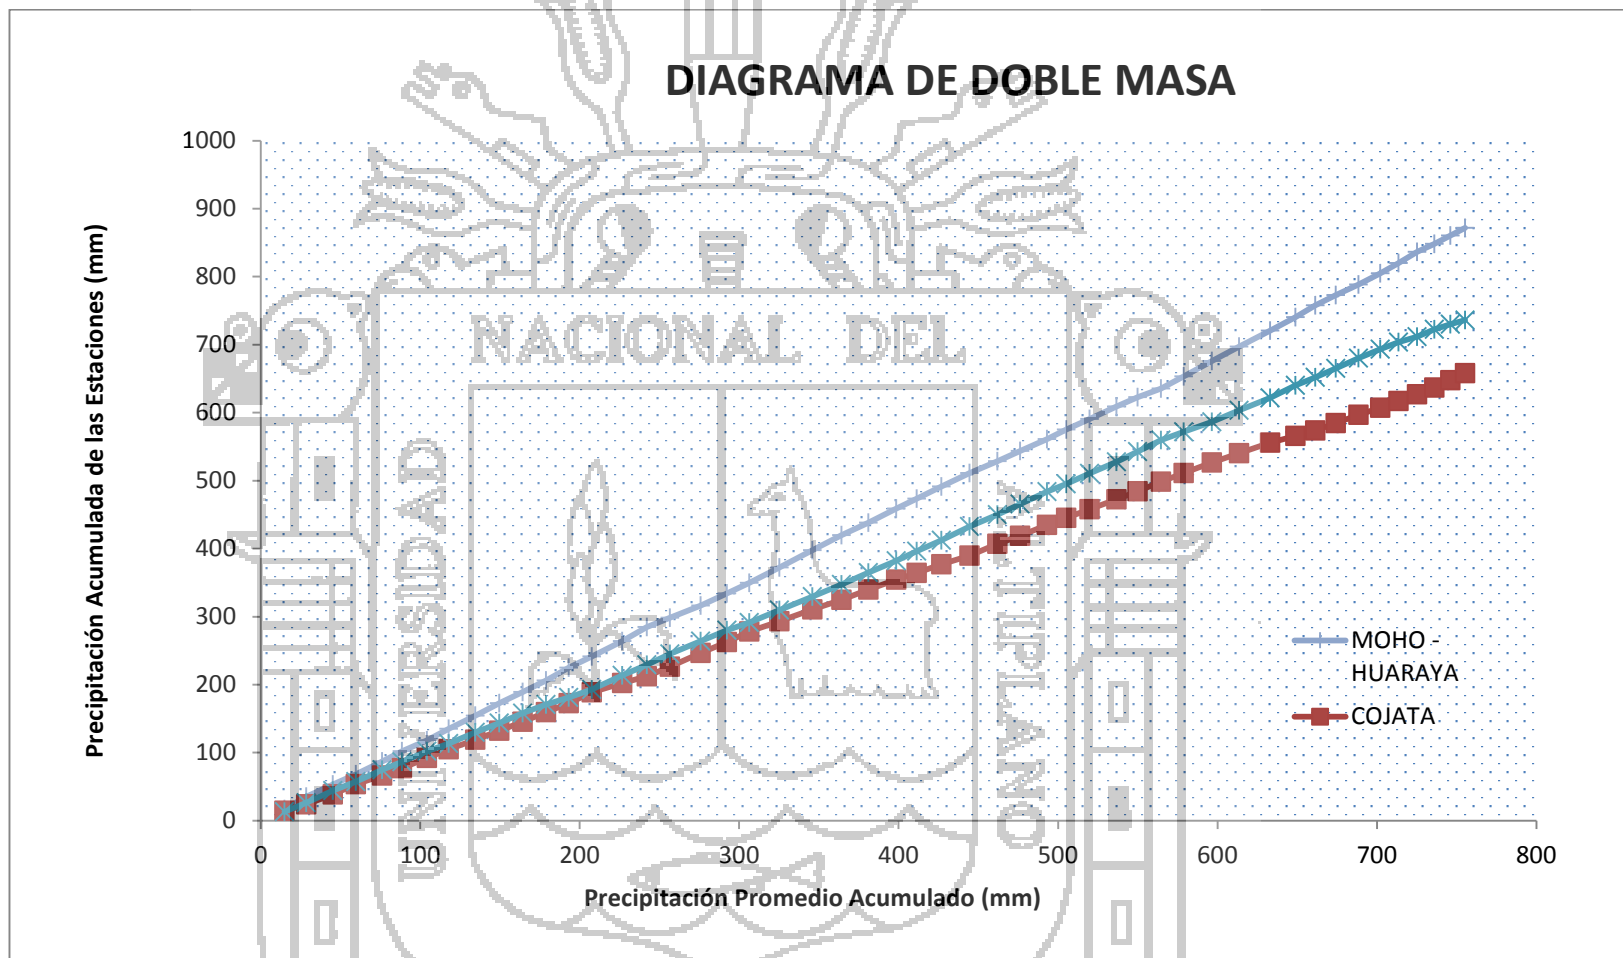 DIAGRAMA DE DOBLE MASA
Precipitación Acumulada de las Estaciones (mm)
1000
900
800
700
600
500
400
300
200
100
0
0 100 200 300 400 500 600 700 800
Precipitación Promedio Acumulado (mm)
MOHO -
HUARAYA
COJATA
NACIONAL DEL
UNIVERSIDAD
ALTIPLANO